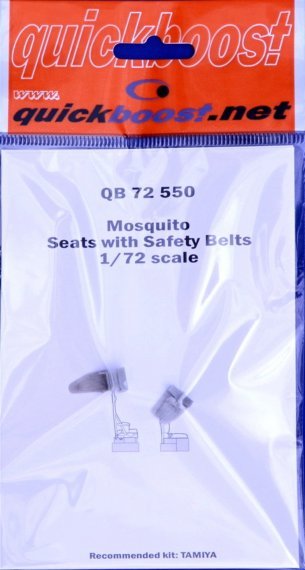 quickboost
www.
quickboost.net
QB 72 550
Mosquito
Seats with Safety Belts
1/72 scale
Recommended kit: TAMIYA